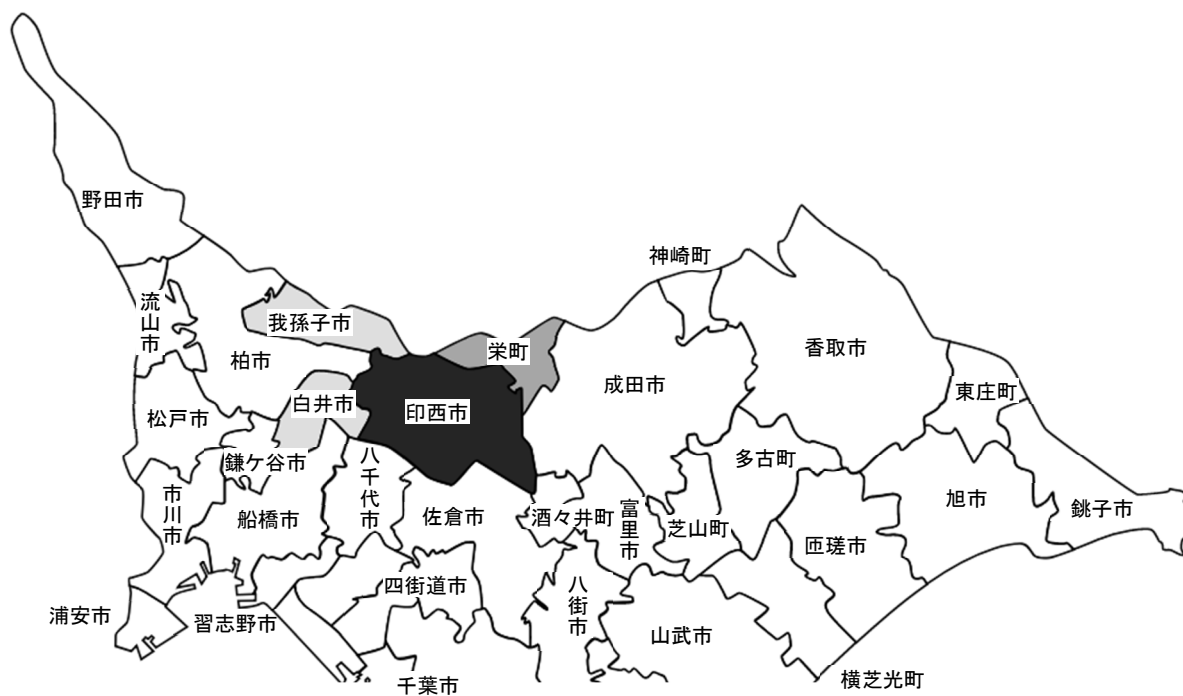 野田市
神崎町
流山市
我孫子市
香取市
柏市
栄町
成田市
東庄町
白井市
印西市
松戸市
鎌ケ谷市
八千代市
多古町
市川市
船橋市
佐倉市
酒々井町
富里市
芝山町
旭市
銚子市
匝瑳市
四街道市
八街市
浦安市
習志野市
山武市
千葉市
横芝光町